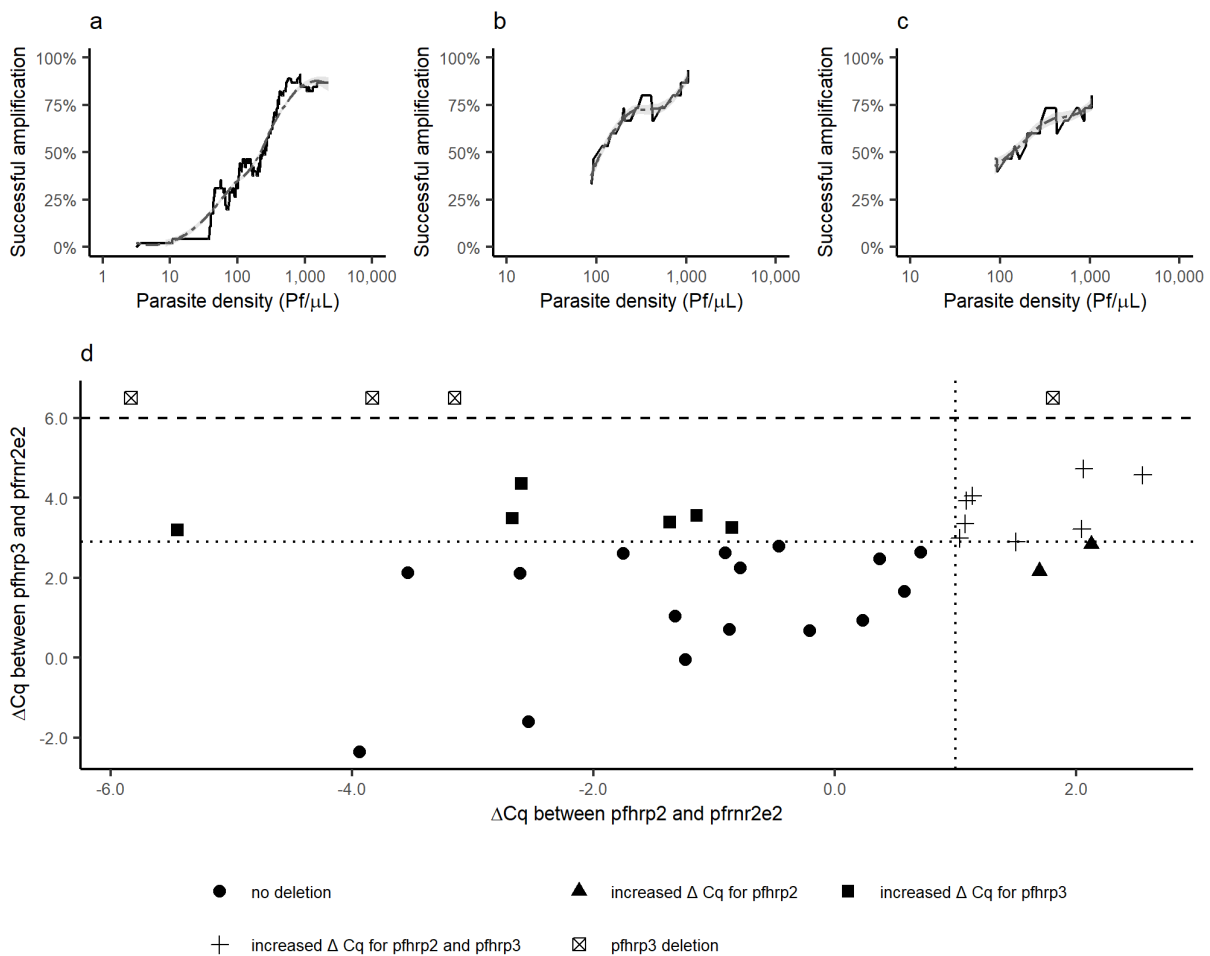 a
Successful amplification
100%
75%
50%
25%
0%
1
10
100
1,000
10,000
Parasite density (Pf/μL)
b
Successful amplification
100%
75%
50%
25%
0%
10
100
1,000
10,000
Parasite density (Pf/μL)
c
Successful amplification
100%
75%
50%
25%
0%
10
100
1,000
10,000
Parasite density (Pf/μL)
d
ΔCq between pfhrp3 and pfrnr2e2
6.0
4.0
2.0
0.0
-2.0
-6.0
-4.0
-2.0
0.0
2.0
ΔCq between pfhrp2 and pfrnr2e2
no deletion
increased Δ Cq for pfhrp2
increased Δ Cq for pfhrp3
increased Δ Cq for pfhrp2 and pfhrp3
pfhrp3 deletion